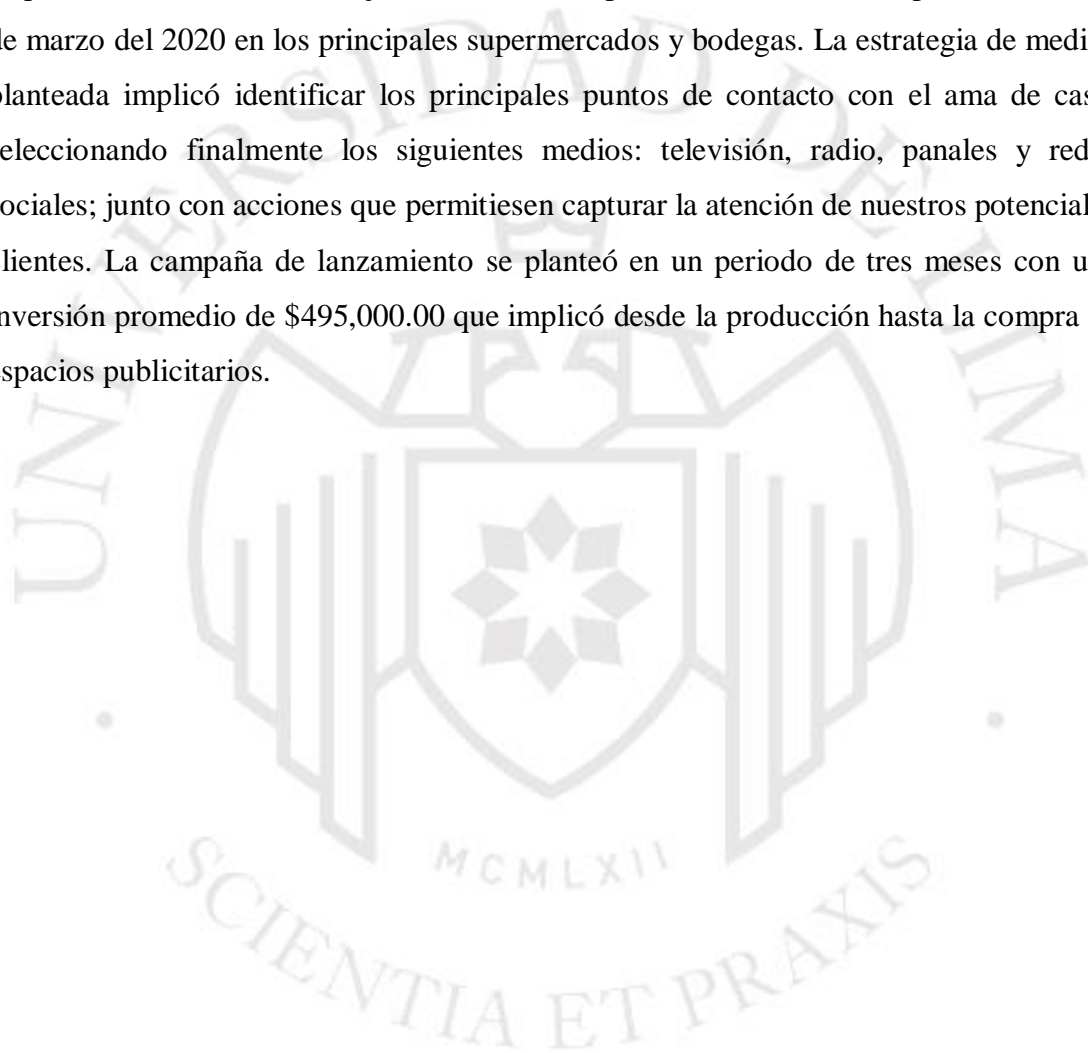 de marzo del 2020 en los principales supermercados y bodegas. La estrategia de medi
planteada implicó identificar los principales puntos de contacto con el ama de cas
eleccionando finalmente los siguientes medios: televisión, radio, panales y red
ociales; junto con acciones que permitiesen capturar la atención de nuestros potencial
lientes. La campaña de lanzamiento se planteó en un periodo de tres meses con u
nversión promedio de $495,000.00 que implicó desde la producción hasta la compra
spacios publicitarios.
UNIVERSIDAD DE LIMA
MCMLXII
SCIENTIA ET PRAXIS